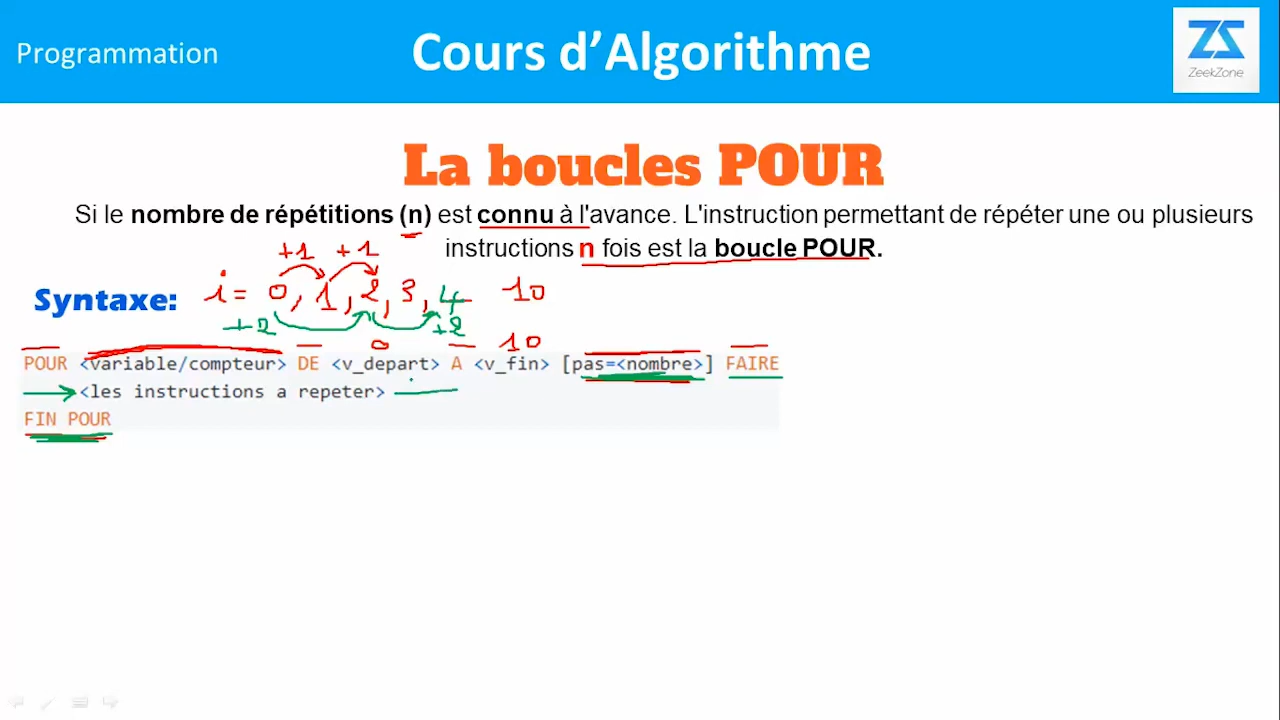 Programmation
Cours d’Algorithme
ZS
ZeekZone
La boucles POUR
Si le nombre de répétitions (n) est connu à l'avance. L'instruction permettant de répéter une ou plusieurs
instructions n fois est la boucle POUR.
+1 +1
Syntaxe: i= 0, 1, 2, 3, 4 10
+2 +2
0 10
POUR <variable/compteur> DE <v_depart> A <v_fin> [pas=<nombre>] FAIRE
<les instructions a repeter>
FIN POUR